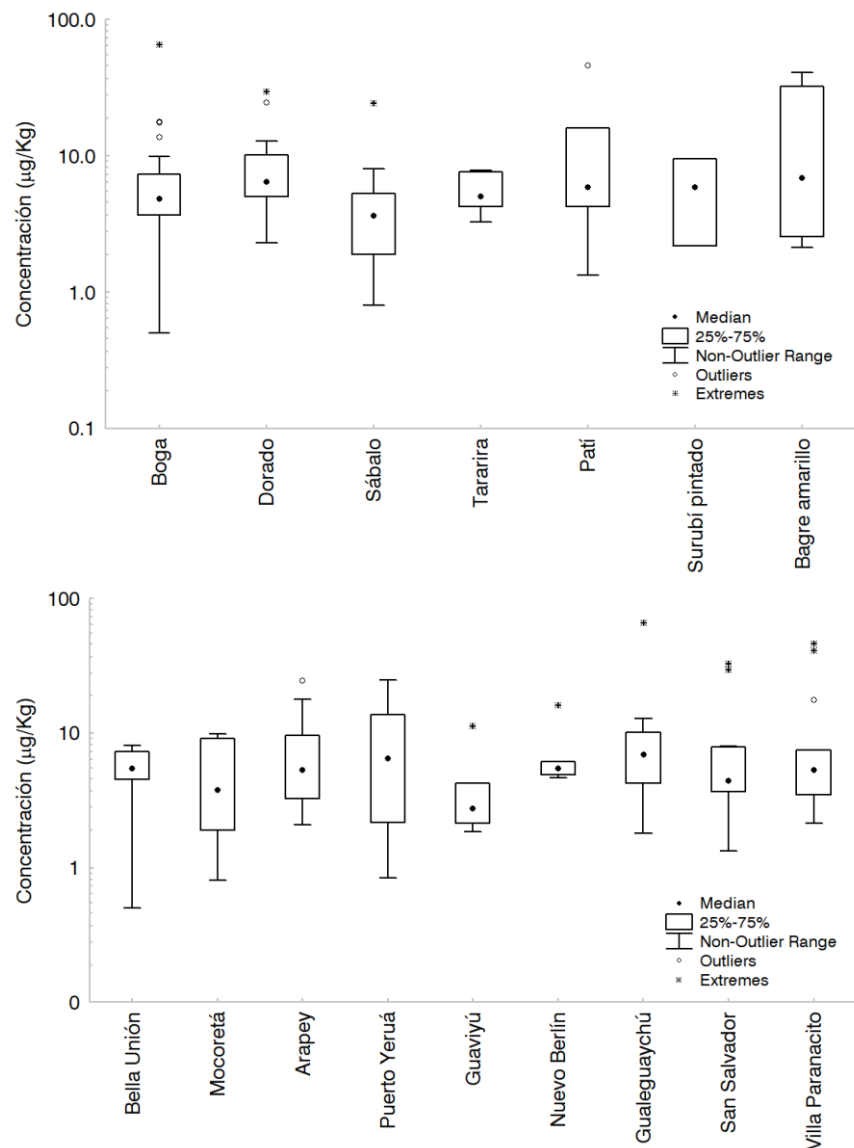 100.0
10.0
1.0
0.1
Concentración (µg/Kg)
Median
25%-75%
Non-Outlier Range
Outliers
Extremes
Boga
Dorado
Sábalo
Tararira
Patí
Surubí pintado
Bagre amarillo
100
10
1
0
Concentración (µg/Kg)
Median
25%-75%
Non-Outlier Range
Outliers
Extremes
Bella Unión
Mocoretá
Arapey
Puerto Yeruá
Guaviyú
Nuevo Berlín
Gualeguaychú
San Salvador
Villa Paranacito